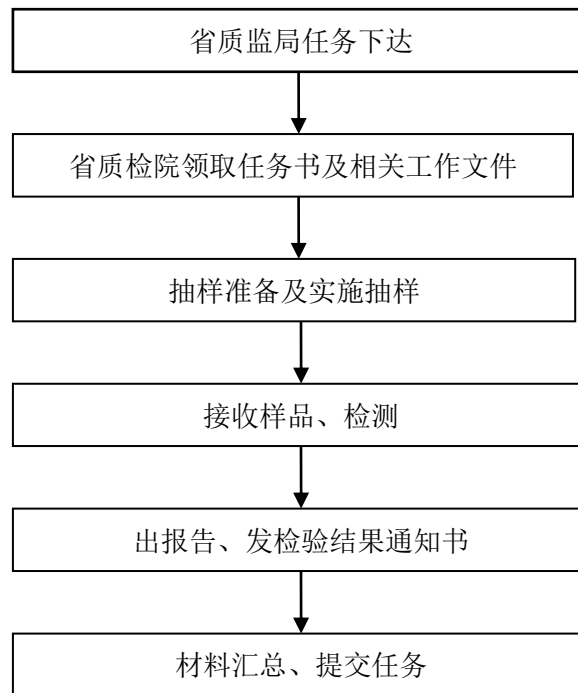 省质监局任务下达
省质检院领取任务书及相关工作文件
抽样准备及实施抽样
接收样品、检测
出报告、发检验结果通知书
材料汇总、提交任务